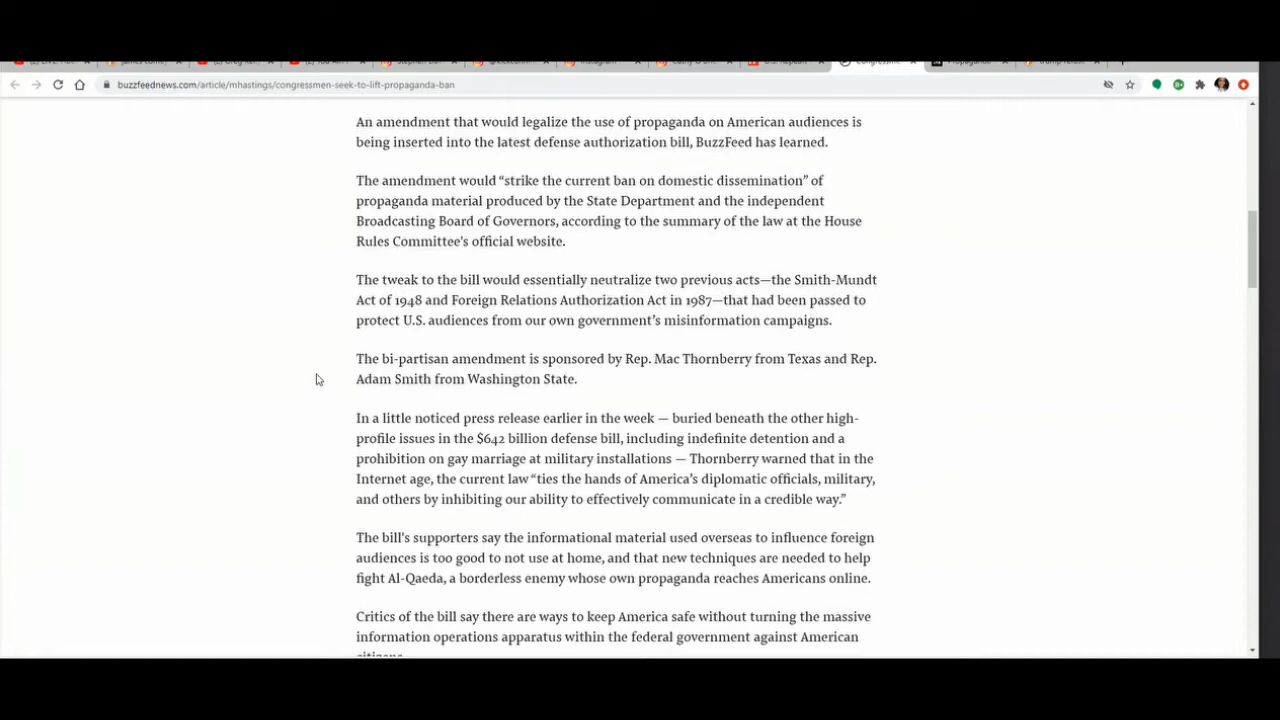 buzzfeednews.com/article/mhastings/congressmen-seek-to-lift-propaganda-ban
An amendment that would legalize the use of propaganda on American audiences is
being inserted into the latest defense authorization bill, BuzzFeed has learned.
The amendment would “strike the current ban on domestic dissemination” of
propaganda material produced by the State Department and the independent
Broadcasting Board of Governors, according to the summary of the law at the House
Rules Committee's official website.
The tweak to the bill would essentially neutralize two previous acts—the Smith-Mundt
Act of 1948 and Foreign Relations Authorization Act in 1987—that had been passed to
protect U.S. audiences from our own government’s misinformation campaigns.
The bi-partisan amendment is sponsored by Rep. Mac Thornberry from Texas and Rep.
Adam Smith from Washington State.
In a little noticed press release earlier in the week — buried beneath the other high-
profile issues in the $642 billion defense bill, including indefinite detention and a
prohibition on gay marriage at military installations — Thornberry warned that in the
Internet age, the current law “ties the hands of America’s diplomatic officials, military,
and others by inhibiting our ability to effectively communicate in a credible way.”
The bill's supporters say the informational material used overseas to influence foreign
audiences is too good to not use at home, and that new techniques are needed to help
fight Al-Qaeda, a borderless enemy whose own propaganda reaches Americans online.
Critics of the bill say there are ways to keep America safe without turning the massive
information operations apparatus within the federal government against American